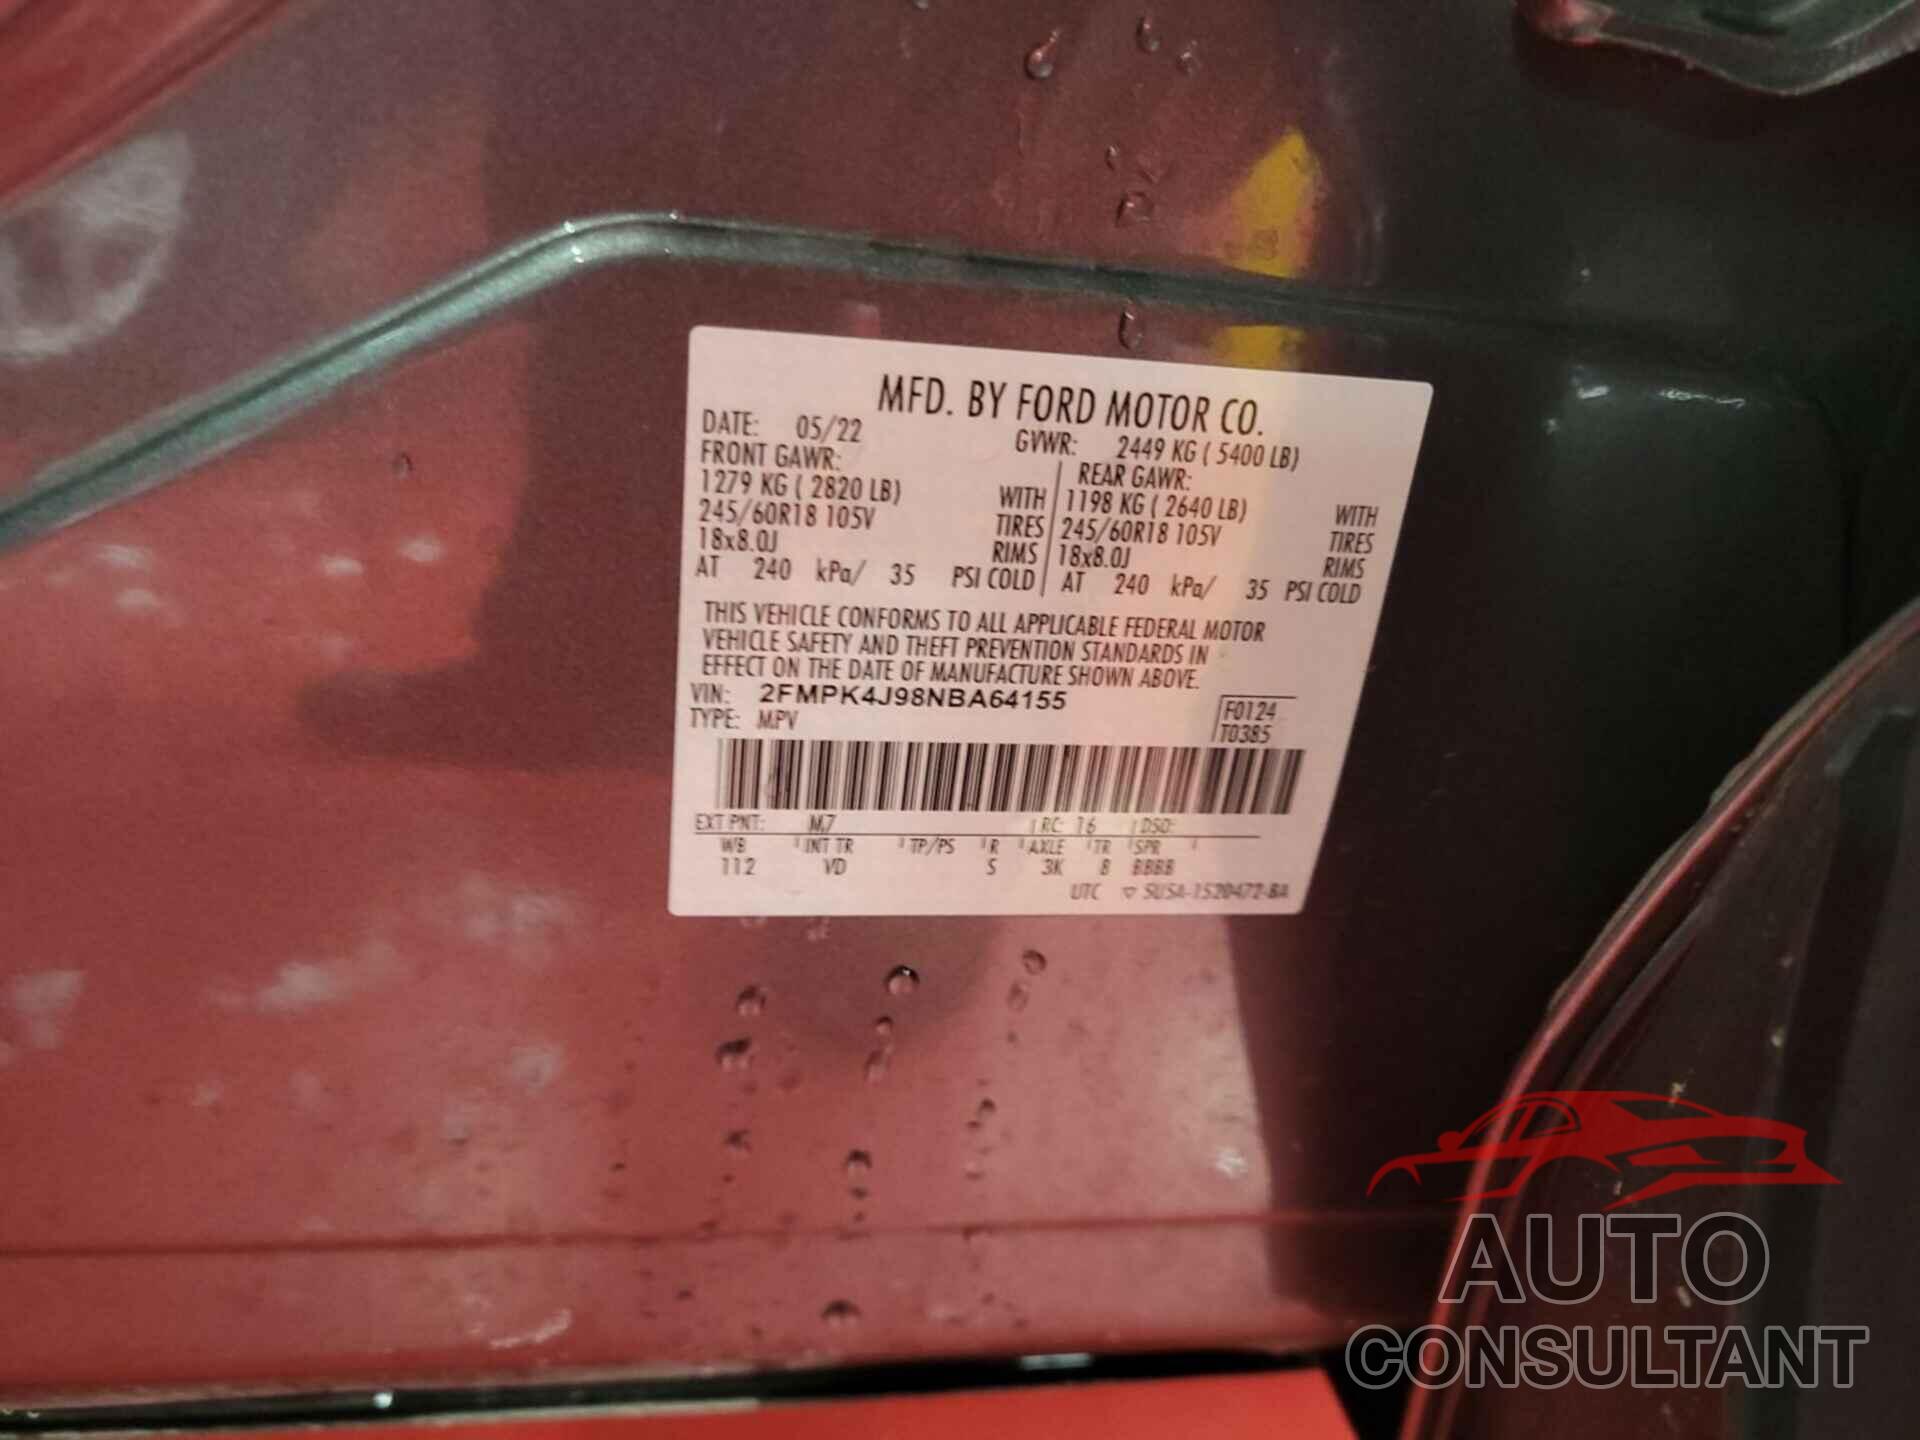 MFD. BY FORD MOTOR CO.
DATE: 05/22 GVWR: 2449 KG ( 5400 LB)
FRONT GAWR: REAR GAWR:
1279 KG ( 2820 LB) WITH 1198 KG ( 2640 LB) WITH
245/60R18 105V TIRES 245/60R18 105V TIRES
18x8.0J RIMS 18x8.0J RIMS
AT 240 kPa/ 35 PSI COLD AT 240 kPa/ 35 PSI COLD
THIS VEHICLE CONFORMS TO ALL APPLICABLE FEDERAL MOTOR
VEHICLE SAFETY AND THEFT PREVENTION STANDARDS IN
EFFECT ON THE DATE OF MANUFACTURE SHOWN ABOVE.
VIN: 2FMPK4J98NBA64155 F0124
TYPE: MPV T0385
EXT PNT: M7 RC: 16 DSO:
WB INT TR TP/PS R AXLE TR SPR
112 VD S 3K B BBBB
UTC ▽ 5U5A-1520472-BA
AUTO
CONSULTANT